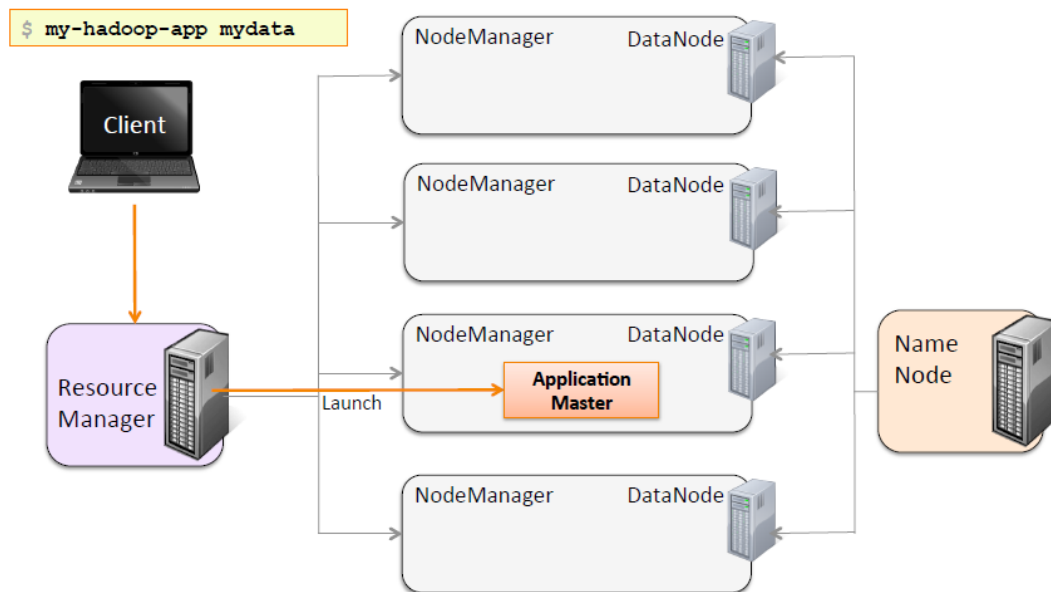 $ my-hadoop-app mydata
Client
Resource
Manager
Launch
NodeManager DataNode
NodeManager DataNode
NodeManager DataNode
Application
Master
NodeManager DataNode
Name
Node